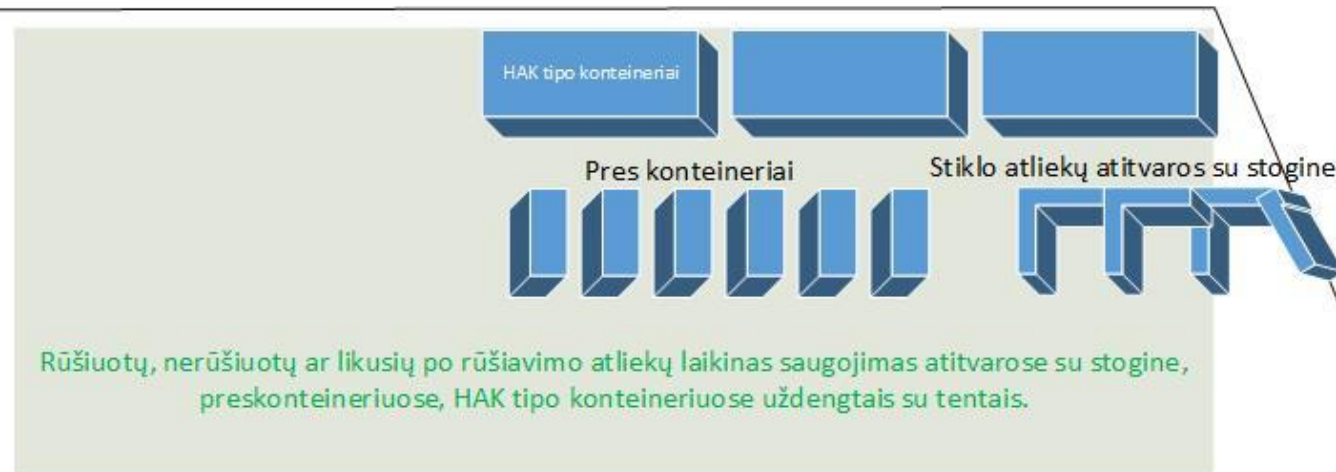 HAK tipo konteineriai
Pres konteineriai
Stiklo atliekų atitvaros su stogine
Rūšiuotų, nerūšiuotų ar likusių po rūšiavimo atliekų laikinas saugojimas atitvarose su stogine,
preskonteineriuose, HAK tipo konteineriuose uždengtais su tentais.